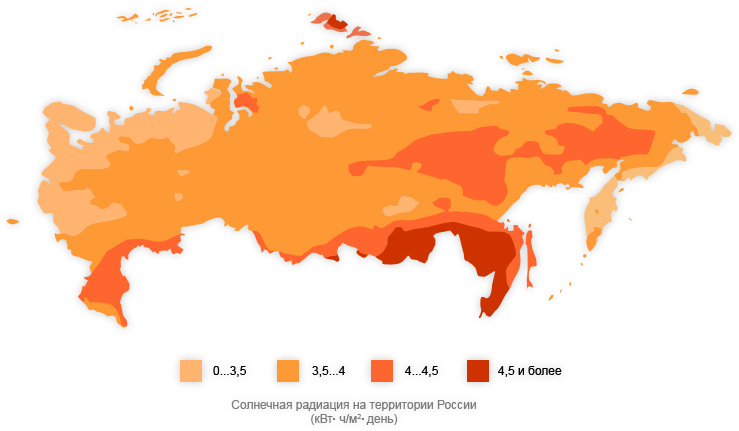 0...3,5 3,5...4 4...4,5 4,5 и более
Солнечная радиация на территории России
(кВт· ч/м²· день)